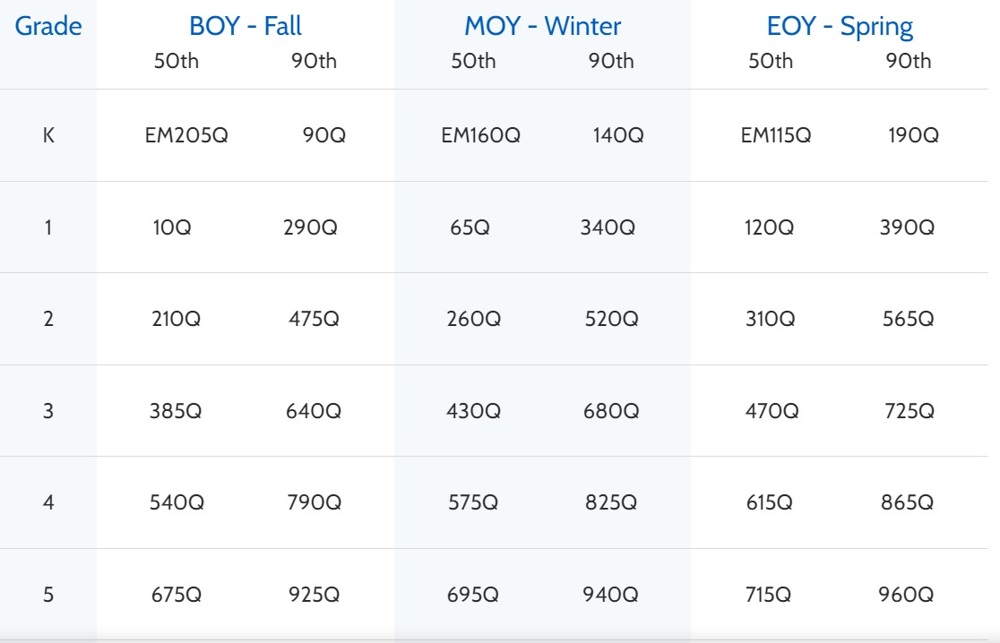 Grade BOY - Fall MOY - Winter EOY - Spring
50th 90th 50th 90th 50th 90th
K EM205Q 90Q EM160Q 140Q EM115Q 190Q
1 10Q 290Q 65Q 340Q 120Q 390Q
2 210Q 475Q 260Q 520Q 310Q 565Q
3 385Q 640Q 430Q 680Q 470Q 725Q
4 540Q 790Q 575Q 825Q 615Q 865Q
5 675Q 925Q 695Q 940Q 715Q 960Q